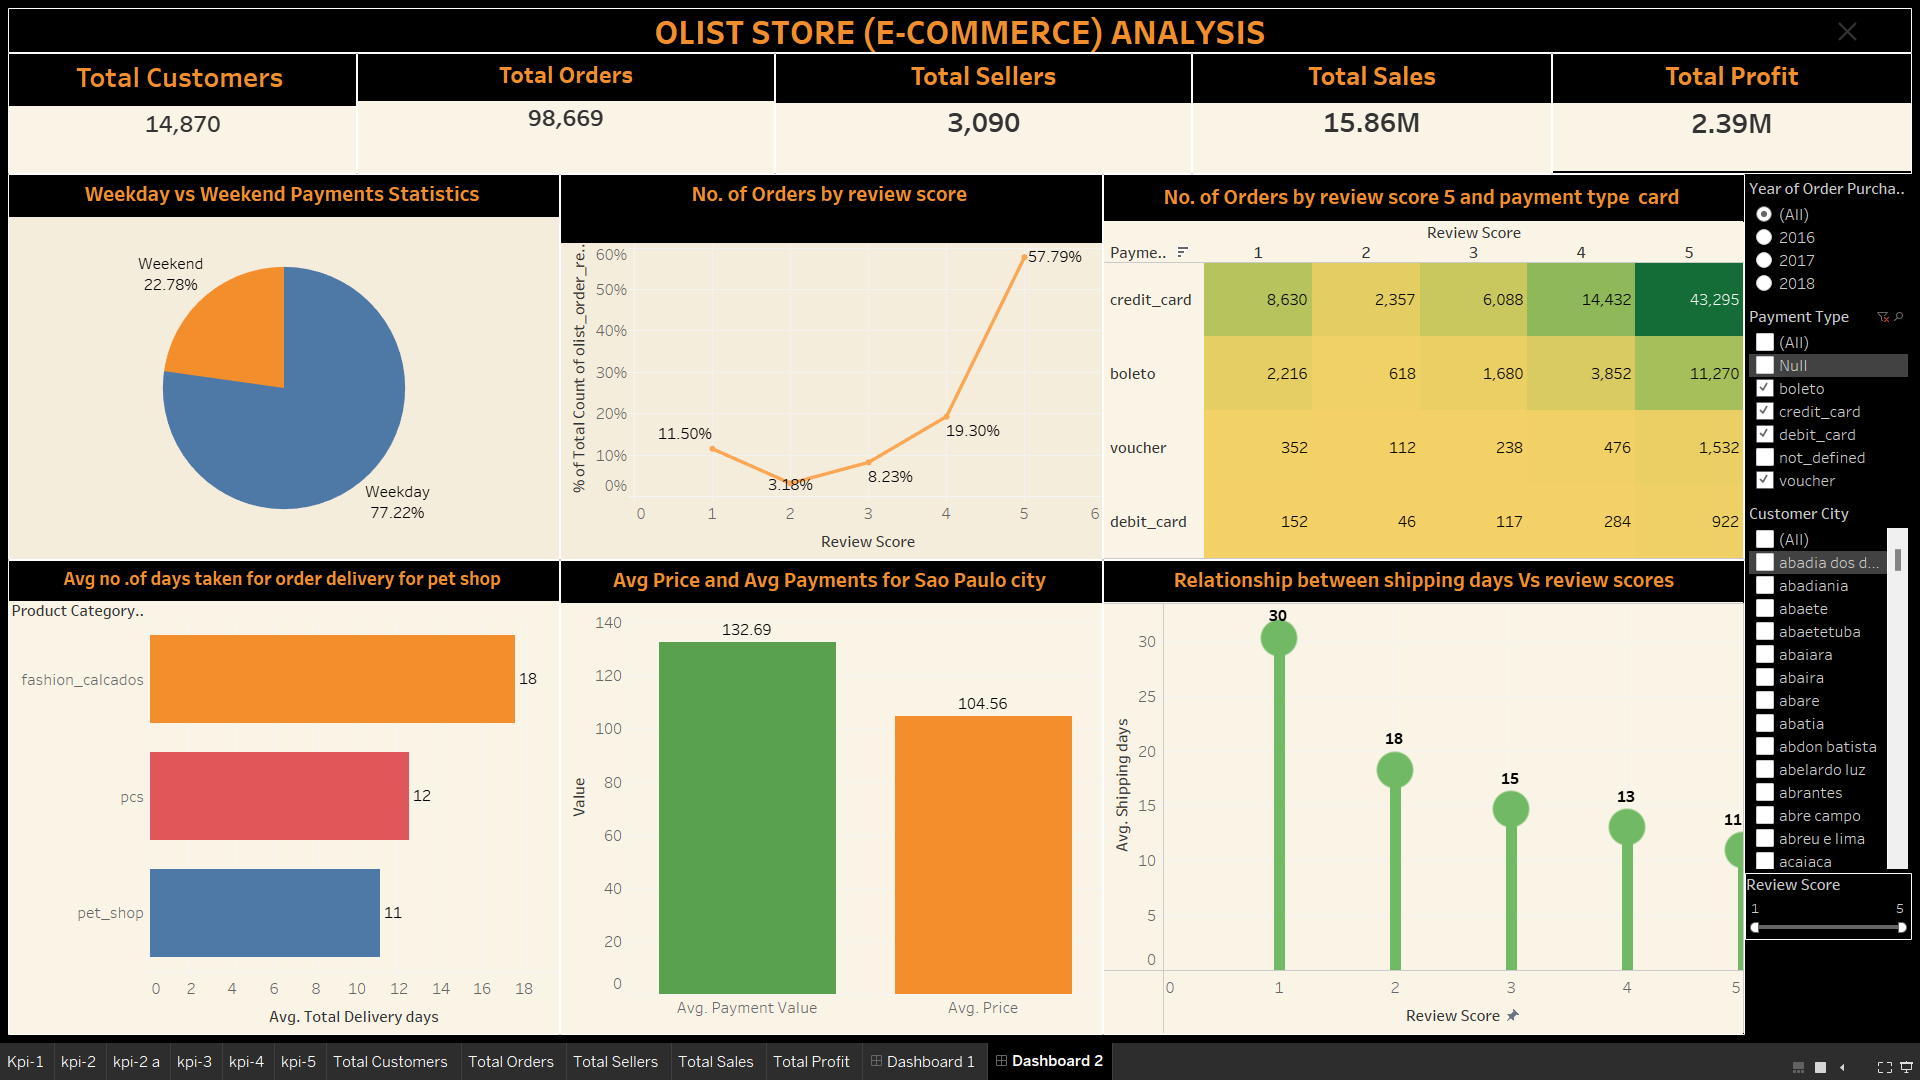 OLIST STORE (E-COMMERCE) ANALYSIS
Total Customers
14,870
Total Orders
98,669
Total Sellers
3,090
Total Sales
15.86M
Total Profit
2.39M
Weekday vs Weekend Payments Statistics
Weekend
22.78%
Weekday
77.22%
No. of Orders by review score
% of Total Count of olist_order_re..
60%
50%
40%
30%
20%
10%
0%
57.79%
11.50%
19.30%
8.23%
3.18%
0 1 2 3 4 5 6
Review Score
No. of Orders by review score 5 and payment type card
Review Score
Payme.. 1 2 3 4 5
credit_card 8,630 2,357 6,088 14,432 43,295
boleto 2,216 618 1,680 3,852 11,270
voucher 352 112 238 476 1,532
debit_card 152 46 117 284 922
Year of Order Purcha..
(All)
2016
2017
2018
Payment Type
(All)
Null
boleto
credit_card
debit_card
not_defined
voucher
Customer City
(All)
abadia dos d...
abadiania
abaete
abaetetuba
abaiara
abaira
abare
abatia
abdon batista
abelardo luz
abrantes
abre campo
abreu e lima
acaiaca
Review Score
1 5
Avg no .of days taken for order delivery for pet shop
Product Category..
fashion_calcados 18
pcs 12
pet_shop 11
0 2 4 6 8 10 12 14 16 18
Avg. Total Delivery days
Avg Price and Avg Payments for Sao Paulo city
Value
140
120
100
80
60
40
20
0
132.69
104.56
Avg. Payment Value Avg. Price
Relationship between shipping days Vs review scores
Avg. Shipping days
30
25
20
15
10
5
0
30
18
15
13
11
0 1 2 3 4 5
Review Score
Kpi-1 kpi-2 kpi-2 a kpi-3 kpi-4 kpi-5 Total Customers Total Orders Total Sellers Total Sales Total Profit Dashboard 1 Dashboard 2